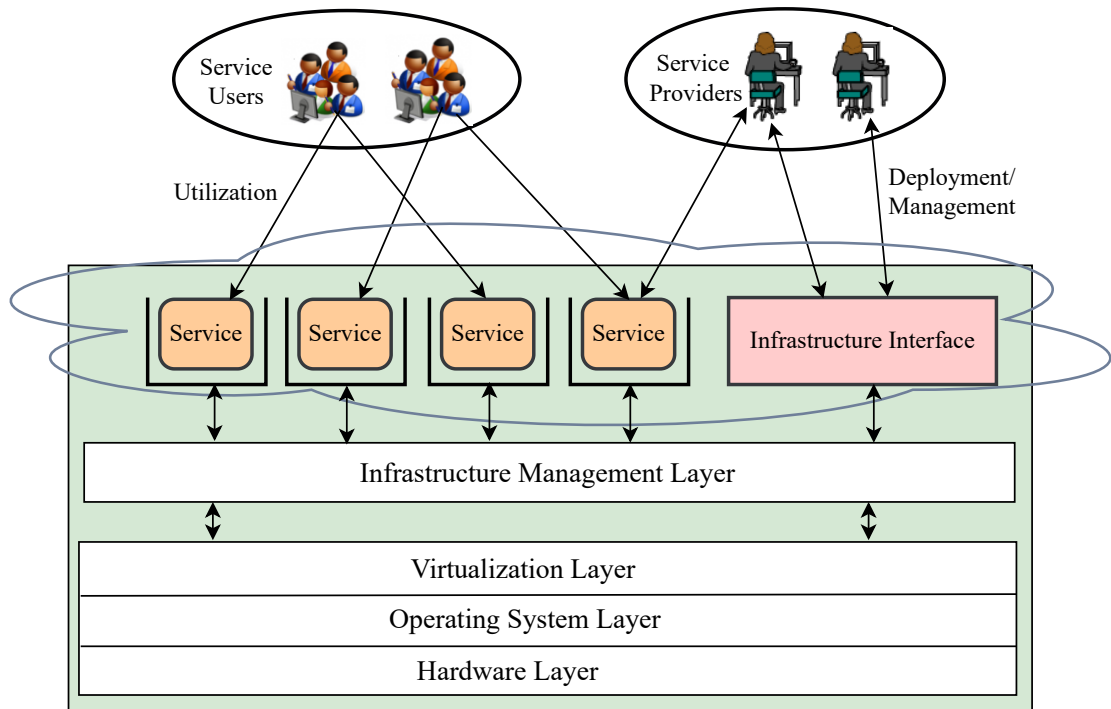 Service
Users
Service
Providers
Utilization
Deployment/
Management
Service
Service
Service
Service
Infrastructure Interface
Infrastructure Management Layer
Virtualization Layer
Operating System Layer
Hardware Layer